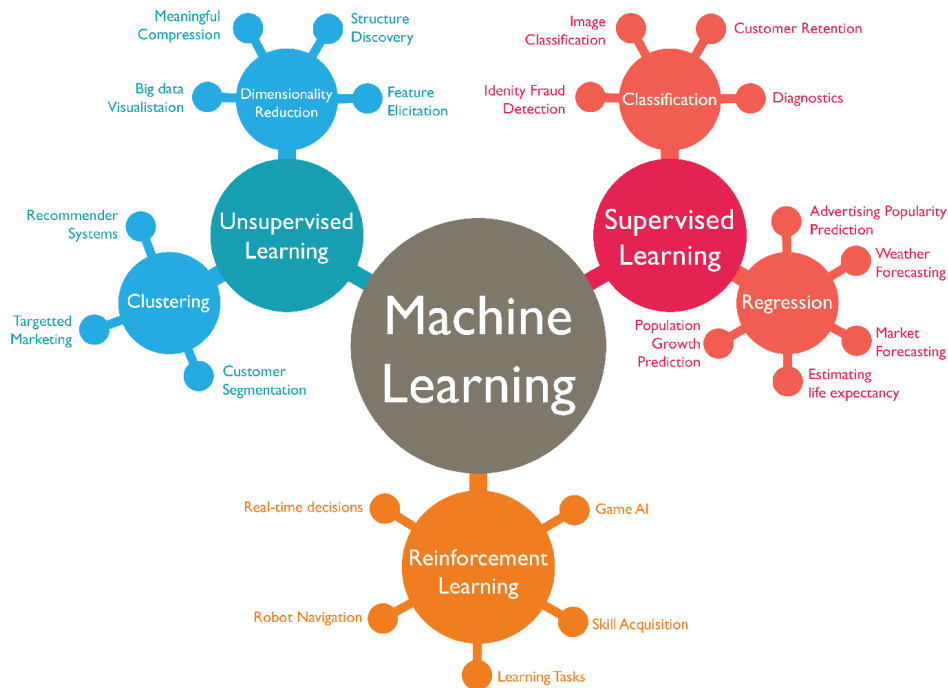 Meaningful
Compression
Structure
Discovery
Big data
Visualistaion
Dimensionality
Reduction
Feature
Elicitation
Unsupervised
Learning
Recommender
Systems
Clustering
Targetted
Marketing
Customer
Segmentation
Machine
Learning
Image
Classification
Customer Retention
Idenity Fraud
Detection
Classification
Diagnostics
Supervised
Learning
Advertising Popularity
Prediction
Weather
Forecasting
Regression
Population
Growth
Prediction
Market
Forecasting
Estimating
life expectancy
Real-time decisions
Game AI
Reinforcement
Learning
Robot Navigation
Skill Acquisition
Learning Tasks